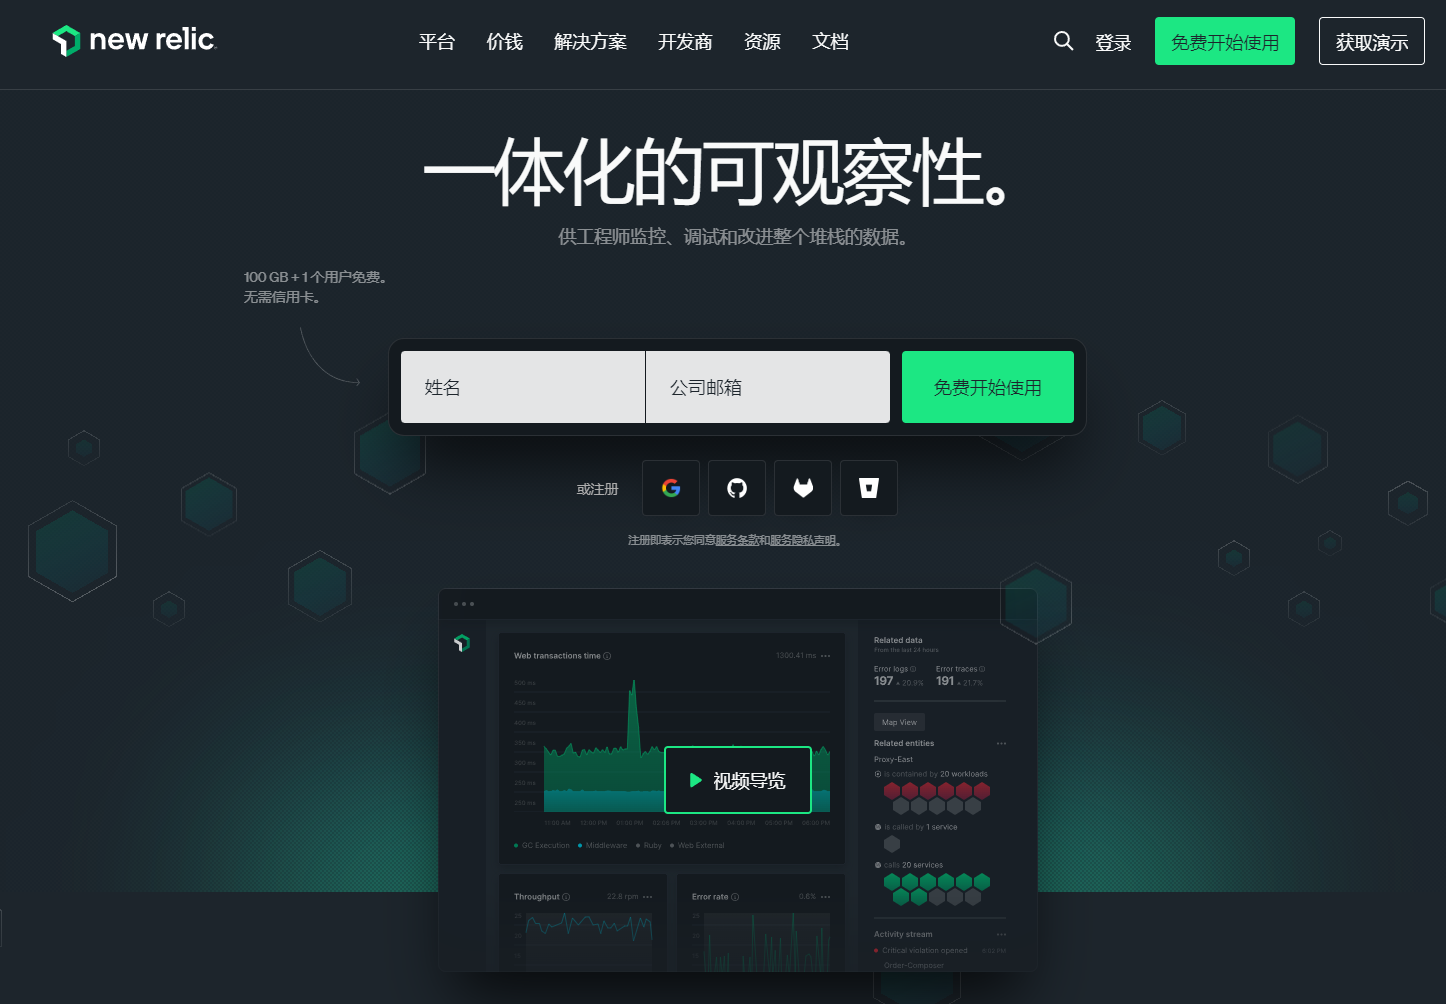 new relic
平台 价钱 解决方案 开发商 资源 文档
登录 免费开始使用 获取演示
一体化的可观察性。
供工程师监控、调试和改进整个堆栈的数据。
100 GB + 1 个用户免费。
无需信用卡。
姓名 公司邮箱 免费开始使用
或注册
注册即表示您同意服务条款和服务隐私声明。
Web transactions time 1300.41 ms
500 ms
450 ms
400 ms
350 ms
300 ms
250 ms
11:00 AM 12:00 PM 01:00 PM 02:00 PM 03:00 PM 04:00 PM 05:00 PM 06:00 PM
GC Execution Middleware Ruby Web External
视频导览
Throughput 22.8 rpm
Error rate 0.6%
Related data
From the last 24 hours
Error logs Error traces
197 20.9% 191 21.7%
Map View
Related entities
Proxy-East
is contained by 20 workloads
is called by 1 service
calls 20 services
Activity stream
Critical violation opened
Order-Composer